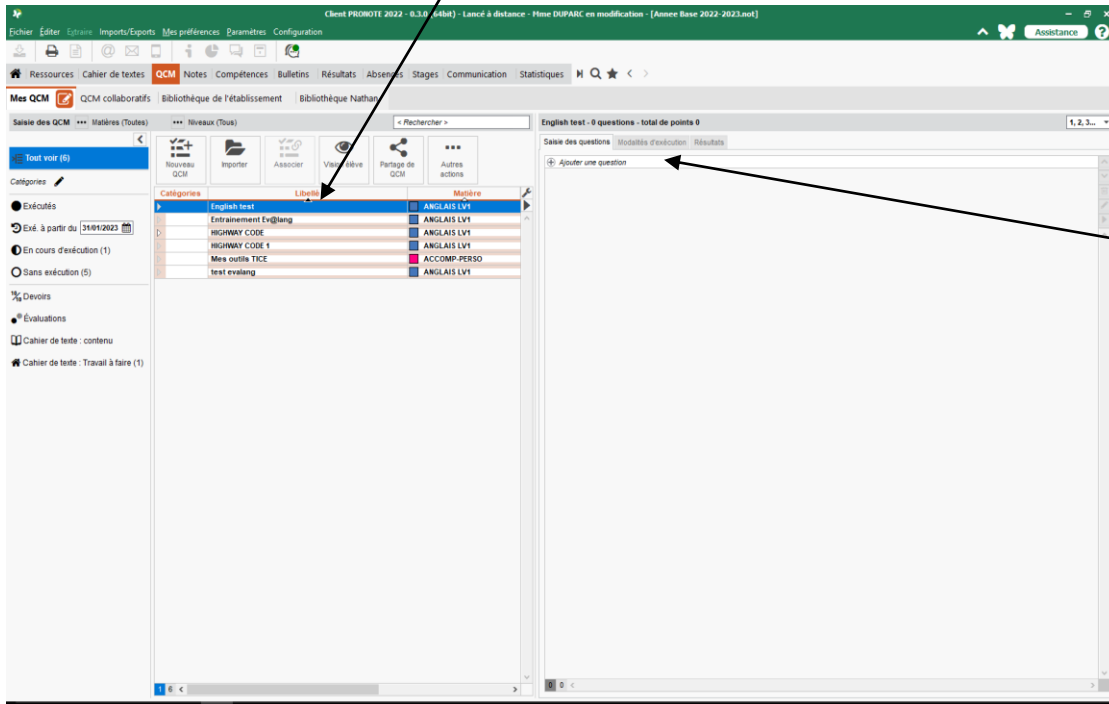 Client PRONOTE 2022 - 0.3.0 (64bit) - Lancé à distance - Mme DUPARC en modification - [Annee Base 2022-2023.not]
Fichier Éditer Extraire Imports/Exports Mes préférences Paramètres Configuration
Assistance ?
Ressources Cahier de textes QCM Notes Compétences Bulletins Résultats Absences Stages Communication Statistiques
Mes QCM QCM collaboratifs Bibliothèque de l'établissement Bibliothèque Nathan
Saisie des QCM ••• Matières (Toutes) ••• Niveaux (Tous) < Rechercher > English test - 0 questions - total de points 0 1, 2, 3...
Saisie des questions Modalités d'exécution Résultats
Ajouter une question
Tout voir (6)
Catégories
Exécutés
Exé. à partir du 31/01/2023
En cours d'exécution (1)
Sans exécution (5)
Devoirs
Évaluations
Cahier de texte : contenu
Cahier de texte : Travail à faire (1)
Nouveau QCM
Importer
Associer
Vision élève
Partage de QCM
Autres actions
Catégories Libellé Matière
English test ANGLAIS LV1
Entrainement Ev@lang ANGLAIS LV1
HIGHWAY CODE ANGLAIS LV1
HIGHWAY CODE 1 ANGLAIS LV1
Mes outils TICE ACCOMP-PERSO
test evalang ANGLAIS LV1
1 6 < >
0 0 < >